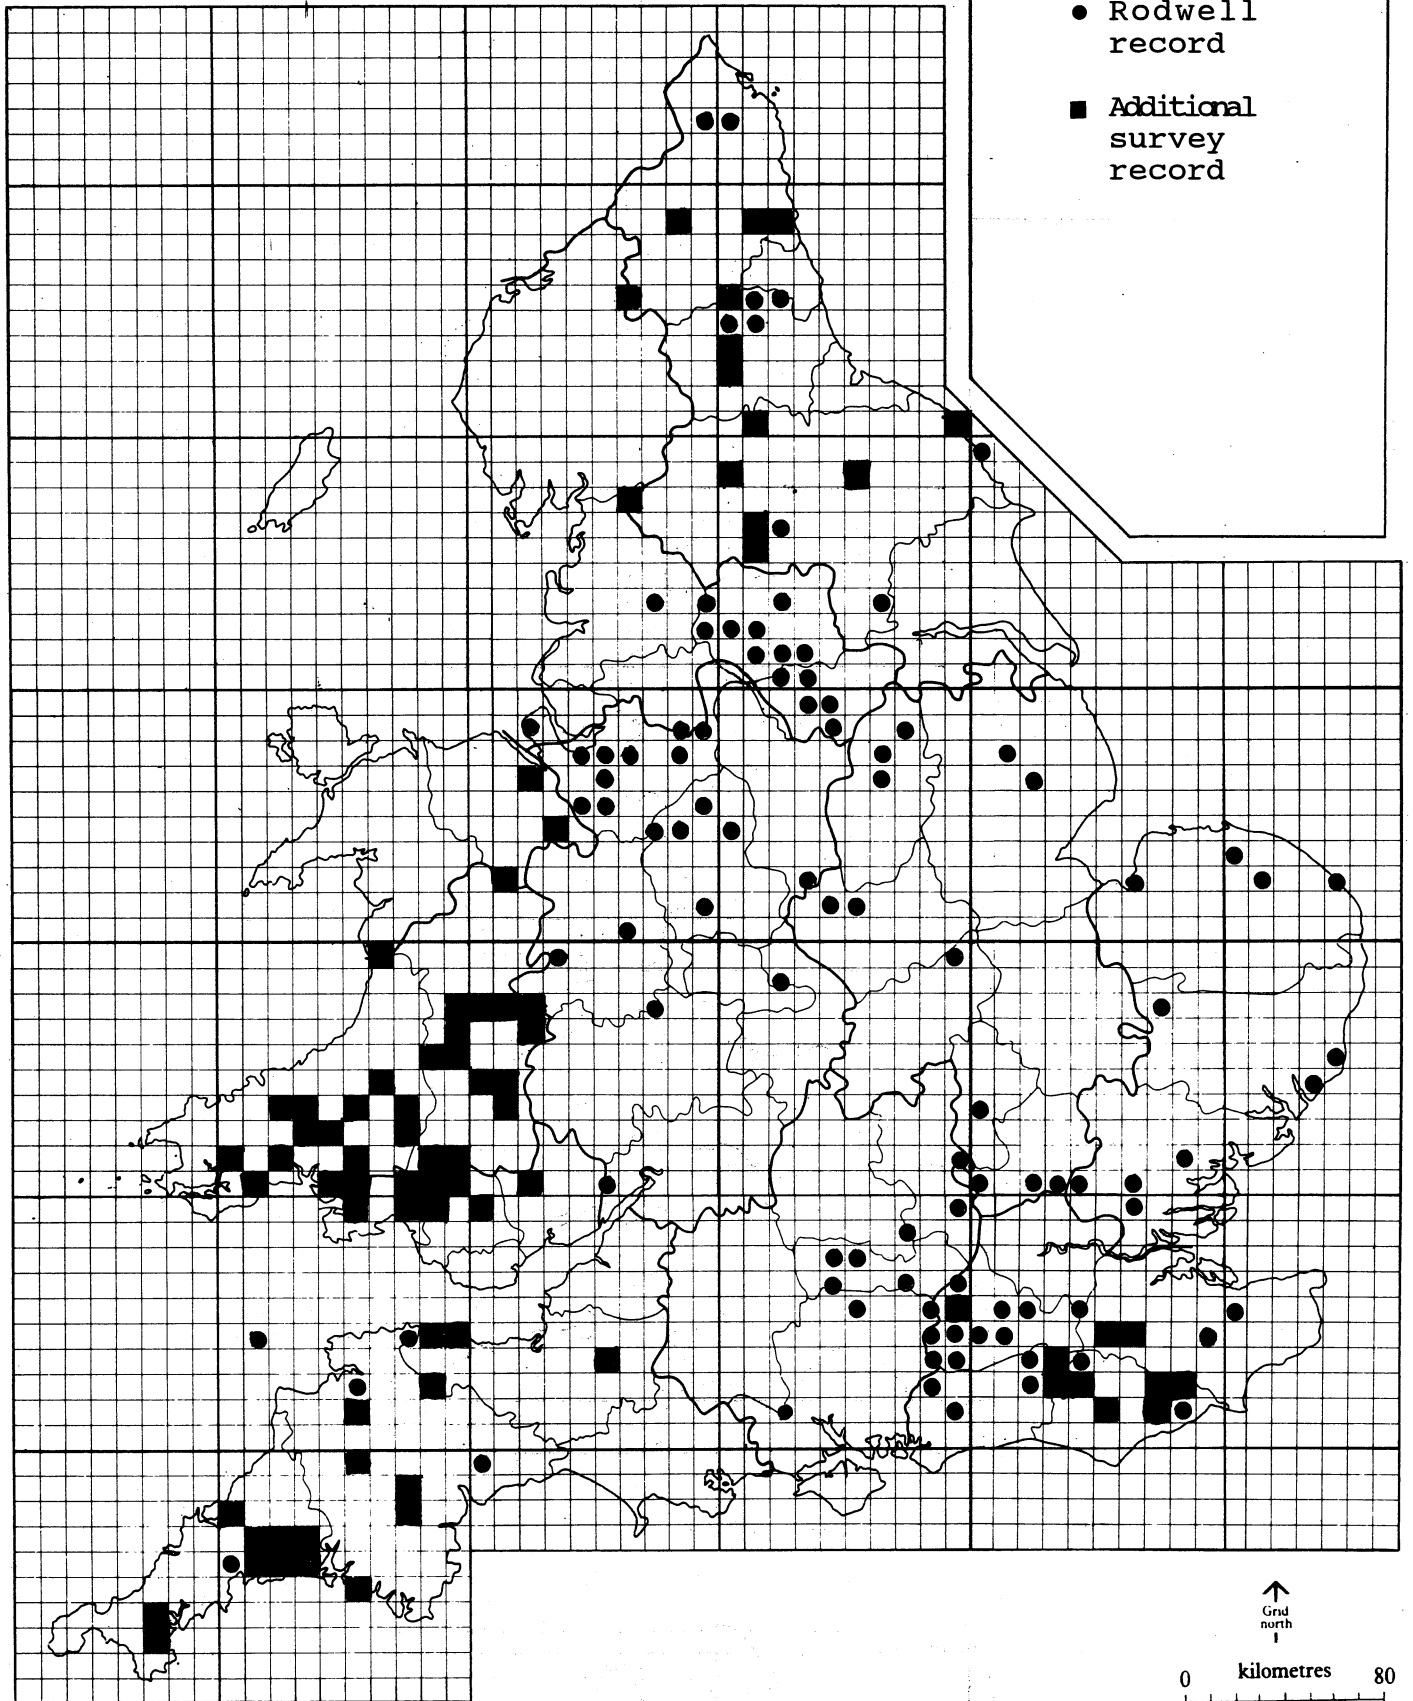 ● Rodwell
record
■ Additional
survey
record
Grid
north
kilometres
0 80